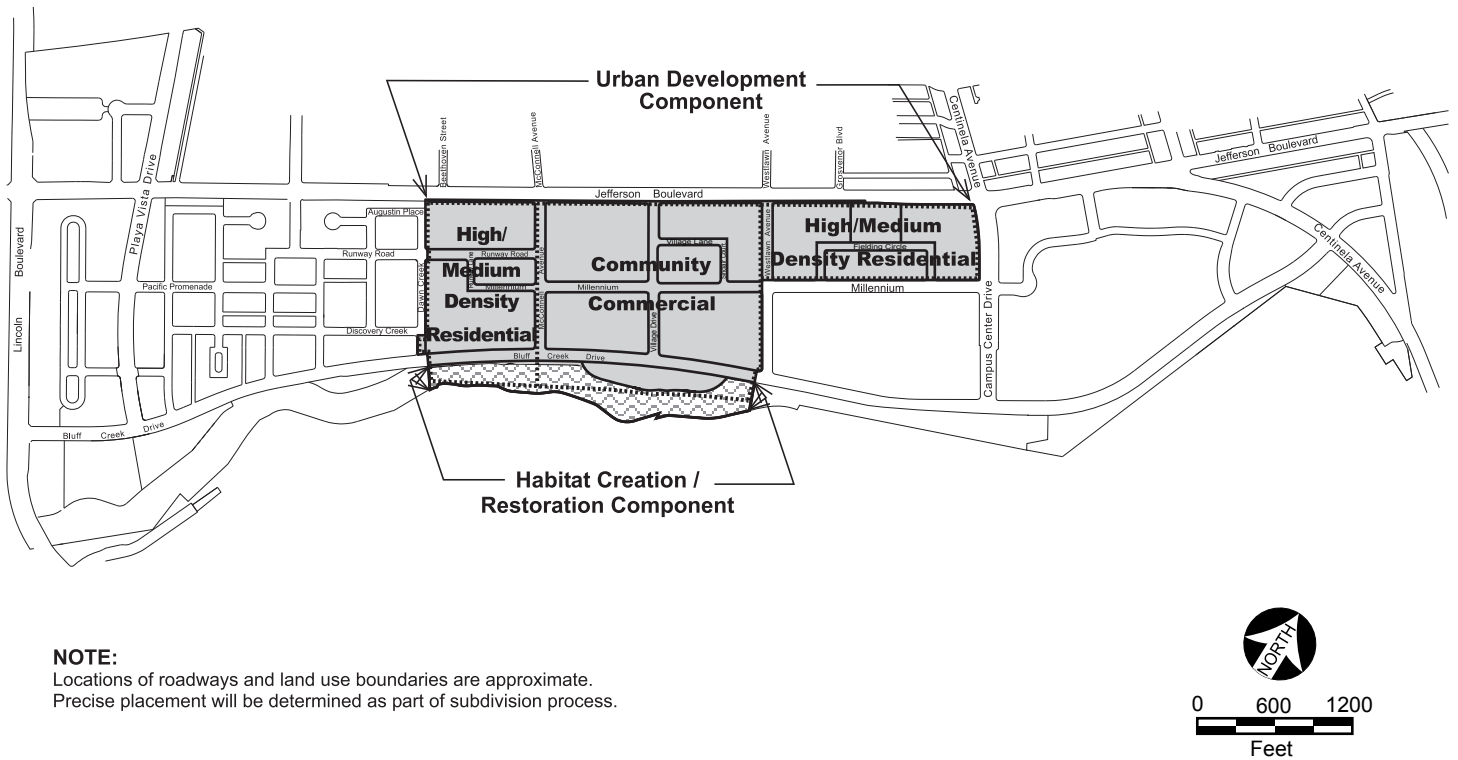 Urban Development
Component
Beethoven Street
McConnell Avenue
Westlawn Avenue
Grosvenor Blvd
Centinela Avenue
Playa Vista Drive
Jefferson Boulevard
Jefferson Boulevard
Augustin Place
High/
Medium
Density
Residential
Community
Commercial
High/Medium
Density Residential
Village Lane
Fielding Circle
Westlawn Avenue
Runway Road
Runway Road
McConnell Avenue
Dawn Creek
Pacific Promenade
Millennium
Millennium
Millennium
Village Drive
Discovery Creek
Bluff Creek Drive
Bluff Creek Drive
Lincoln Boulevard
Campus Center Drive
Centinela Avenue
Habitat Creation /
Restoration Component
NOTE:
Locations of roadways and land use boundaries are approximate.
Precise placement will be determined as part of subdivision process.
NORTH
0 600 1200
Feet